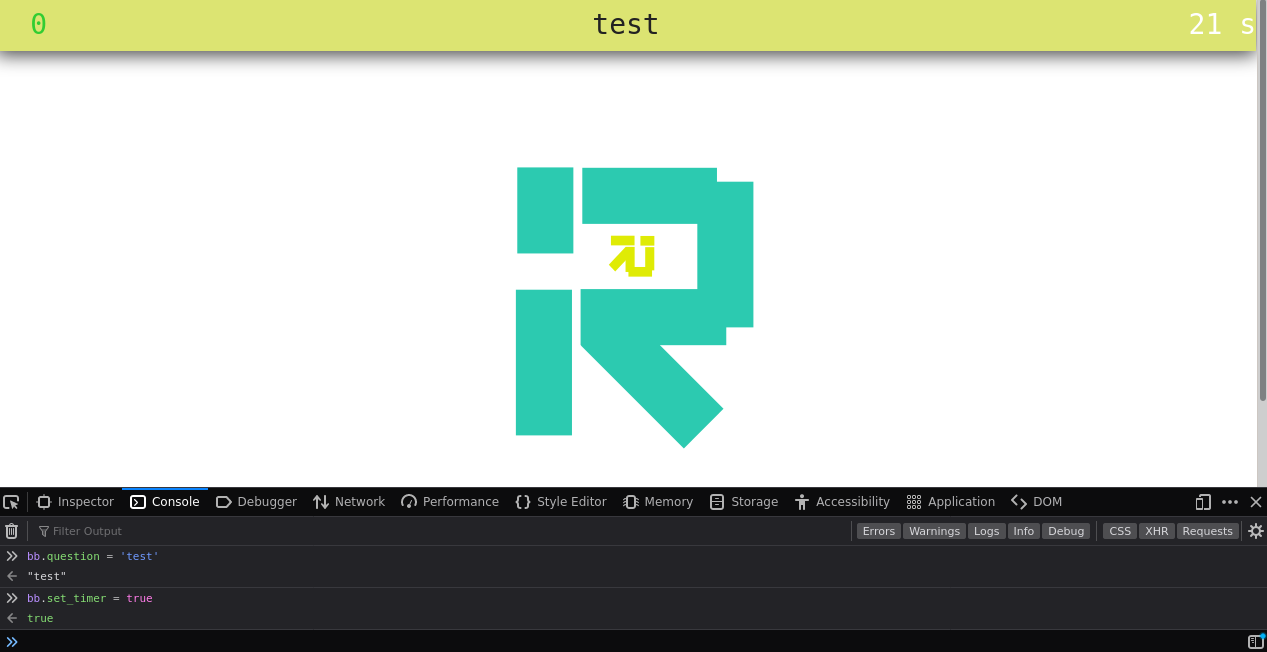 0 test 21 s
Inspector Console Debugger Network Performance Style Editor Memory Storage Accessibility Application DOM
Filter Output Errors Warnings Logs Info Debug CSS XHR Requests
bb.question = 'test'
"test"
bb.set_timer = true
true